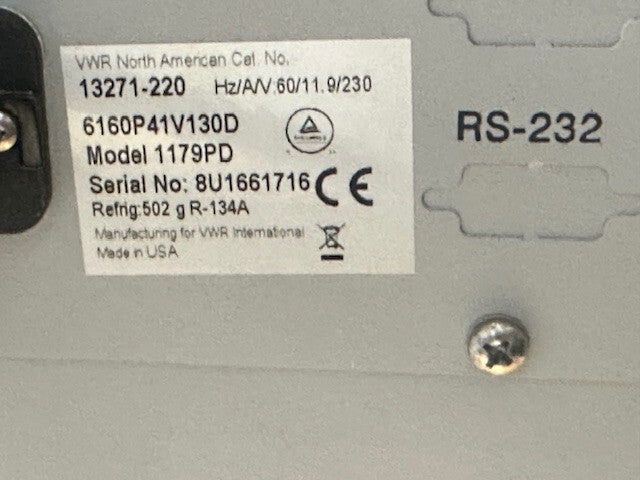 VWR North American Cat. No.
13271-220 Hz/A/V:60/11.9/230
6160P41V130D
Model 1179PD
Serial No: 8U1661716 CE
Refrig:502 g R-134A
Manufacturing for VWR International
Made in USA
RS-232